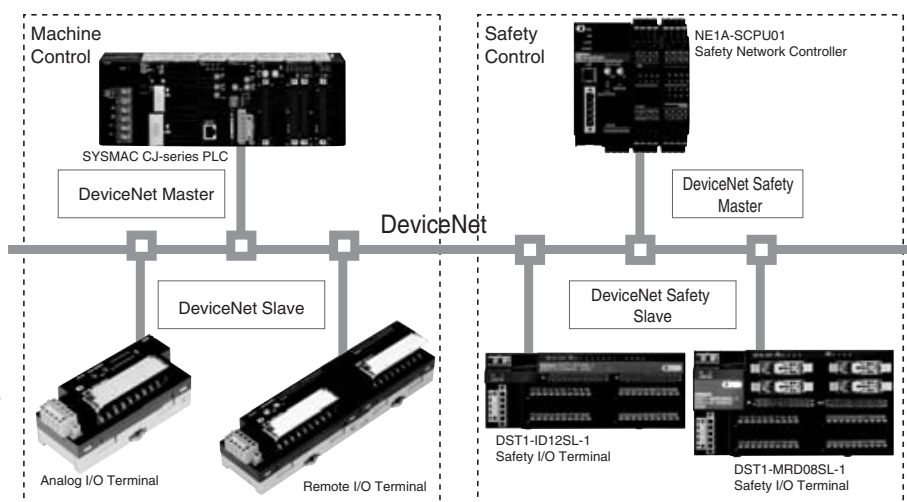 Machine
Control
SYSMAC CJ-series PLC
DeviceNet Master
DeviceNet Slave
Analog I/O Terminal
Remote I/O Terminal
DeviceNet
Safety
Control
NE1A-SCPU01
Safety Network Controller
DeviceNet Safety
Master
DeviceNet Safety
Slave
DST1-ID12SL-1
Safety I/O Terminal
DST1-MRD08SL-1
Safety I/O Terminal